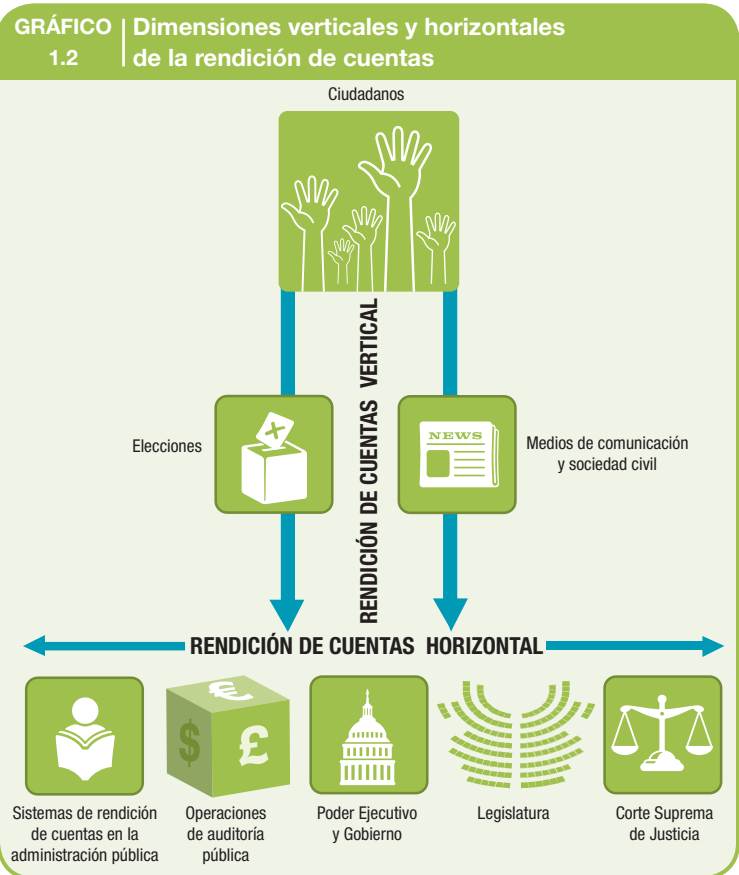 GRÁFICO
1.2
Dimensiones verticales y horizontales
de la rendición de cuentas
Ciudadanos
RENDICIÓN DE CUENTAS VERTICAL
Elecciones
NEWS
Medios de comunicación
y sociedad civil
RENDICIÓN DE CUENTAS HORIZONTAL
€
$
£
Sistemas de rendición
de cuentas en la
administración pública
Operaciones
de auditoría
pública
Poder Ejecutivo
y Gobierno
Legislatura
Corte Suprema
de Justicia